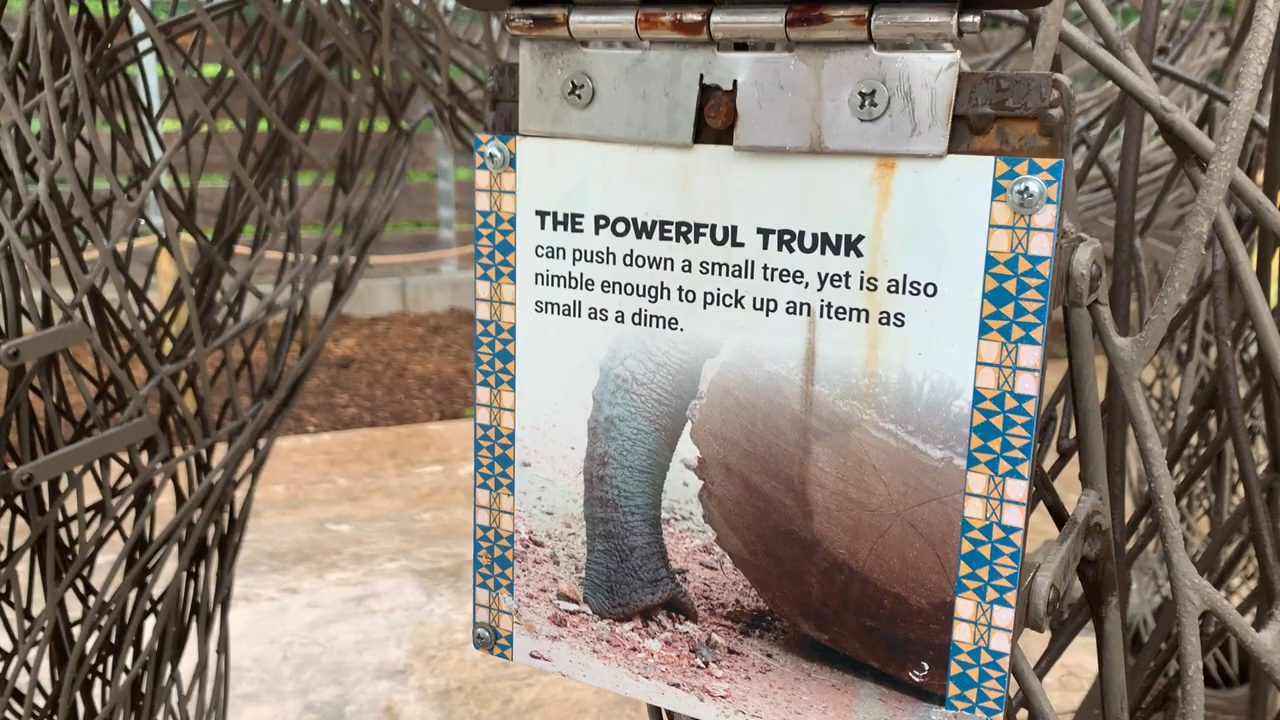 THE POWERFUL TRUNK
can push down a small tree, yet is also
nimble enough to pick up an item as
small as a dime.